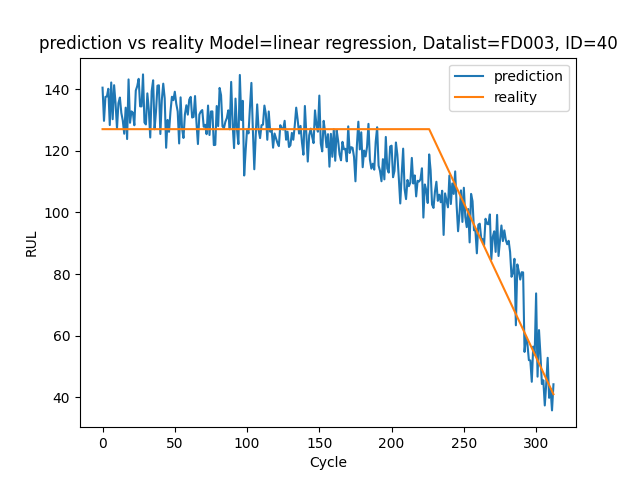 prediction vs reality Model=linear regression, Datalist=FD003, ID=40
prediction
reality
140
120
100
80
60
40
RUL
0 50 100 150 200 250 300
Cycle